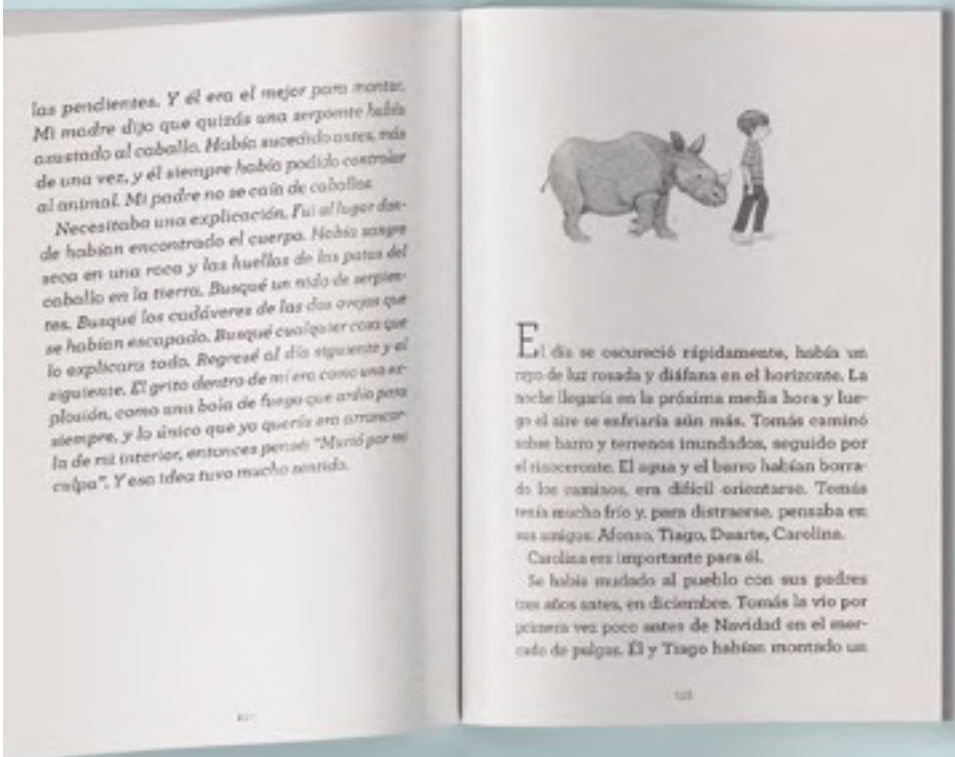 las pendientes. Y él era el mejor para montar.
Mi madre dijo que quizás una serpiente había
asustado al caballo. Había sucedido antes, más
de una vez, y él siempre había podido controlar
al animal. Mi padre no se caía de caballos.
Necesitaba una explicación. Fui al lugar don-
de habían encontrado el cuerpo. Había sangre
seca en una roca y las huellas de las patas del
caballo en la tierra. Busqué un nido de serpien-
tes. Busqué los cadáveres de las dos ovejas que
se habían escapado. Busqué cualquier cosa que
lo explicara todo. Regresé al día siguiente y el
siguiente. El grito dentro de mí era como una ex-
plosión, como una bola de fuego que ardía para
siempre, y lo único que yo quería era arrancar-
la de mi interior, entonces pensé: "Murió por mi
culpa". Y esa idea tuvo mucho sentido.
El día se oscureció rápidamente, había un
rayo de luz rosada y diáfana en el horizonte. La
noche llegaría en la próxima media hora y lue-
go el aire se enfriaría aún más. Tomás caminó
sobre barro y terrenos inundados, seguido por
el rinoceronte. El agua y el barro habían borra-
do los caminos, era difícil orientarse. Tomás
tenía mucho frío y, para distraerse, pensaba en
sus amigos: Afonso, Tiago, Duarte, Carolina.
Carolina era importante para él.
Se había mudado al pueblo con sus padres
tres años antes, en diciembre. Tomás la vio por
primera vez poco antes de Navidad en el mer-
cado de pulgas. Él y Tiago habían montado un